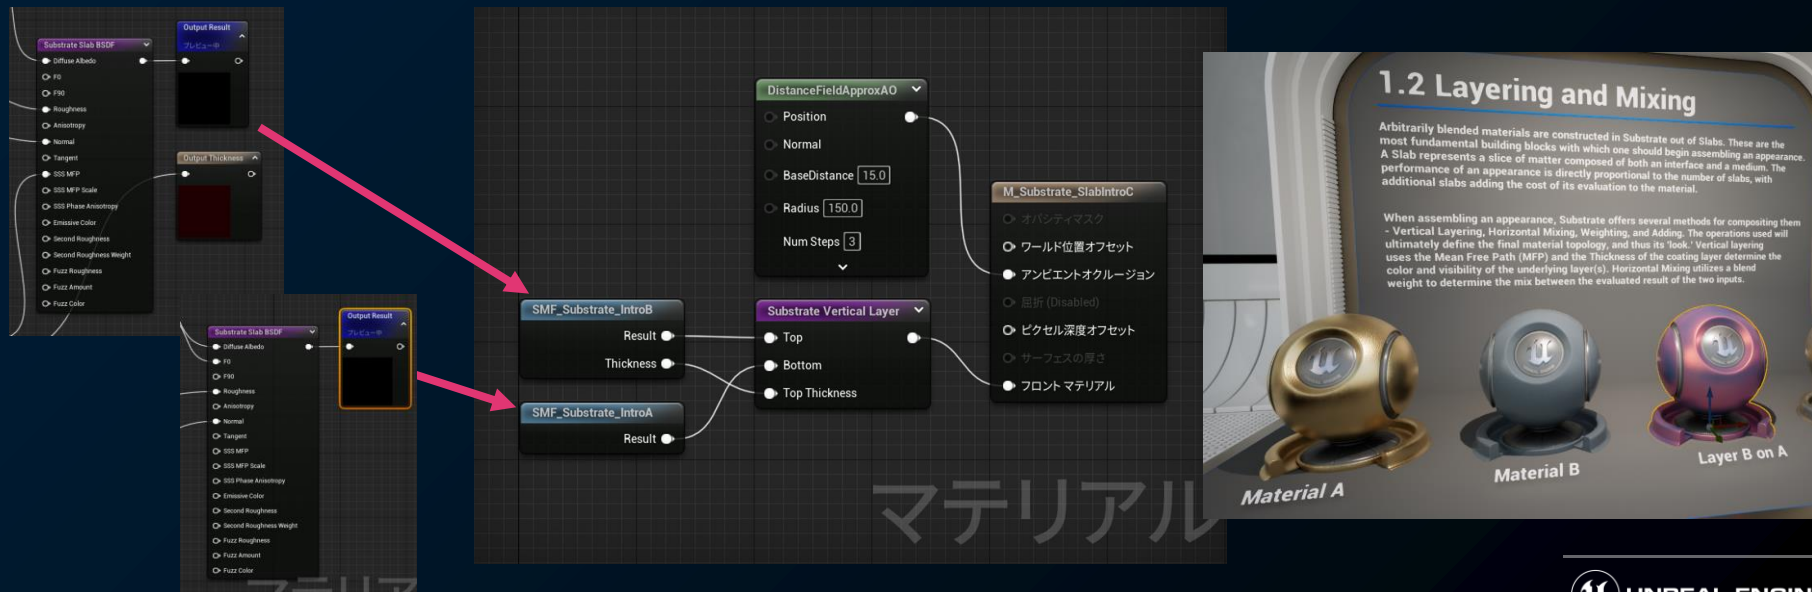 Substrate Slab BSDF
Diffuse Albedo
F0
F90
Roughness
Anisotropy
Normal
Tangent
SSS MFP
SSS MFP Scale
SSS Phase Anisotropy
Emissive Color
Second Roughness
Second Roughness Weight
Fuzz Roughness
Fuzz Amount
Fuzz Color
Output Result
プレビュー中
Output Thickness
Substrate Slab BSDF
Diffuse Albedo
F0
F90
Roughness
Anisotropy
Normal
Tangent
SSS MFP
SSS MFP Scale
SSS Phase Anisotropy
Emissive Color
Second Roughness
Second Roughness Weight
Fuzz Roughness
Fuzz Amount
Fuzz Color
Output Result
プレビュー中
DistanceFieldApproxAO
Position
Normal
BaseDistance 15.0
Radius 150.0
Num Steps 3
SMF_Substrate_IntroB
Result
Thickness
SMF_Substrate_IntroA
Result
Substrate Vertical Layer
Top
Bottom
Top Thickness
M_Substrate_SlabIntroC
オパシティマスク
ワールド位置オフセット
アンビエントオクルージョン
屈折 (Disabled)
ピクセル深度オフセット
サーフェスの厚さ
フロント マテリアル
マテリアル
1.2 Layering and Mixing
Arbitrarily blended materials are constructed in Substrate out of Slabs. These are the
most fundamental building blocks with which one should begin assembling an appearance.
A Slab represents a slice of matter composed of both an interface and a medium. The
performance of an appearance is directly proportional to the number of slabs, with
additional slabs adding the cost of its evaluation to the material.
When assembling an appearance, Substrate offers several methods for compositing them
- Vertical Layering, Horizontal Mixing, Weighting, and Adding. The operations used will
ultimately define the final material topology, and thus its 'look.' Vertical layering
uses the Mean Free Path (MFP) and the Thickness of the coating layer determine the
color and visibility of the underlying layer(s). Horizontal Mixing utilizes a blend
weight to determine the mix between the evaluated result of the two inputs.
Material A
Material B
Layer B on A